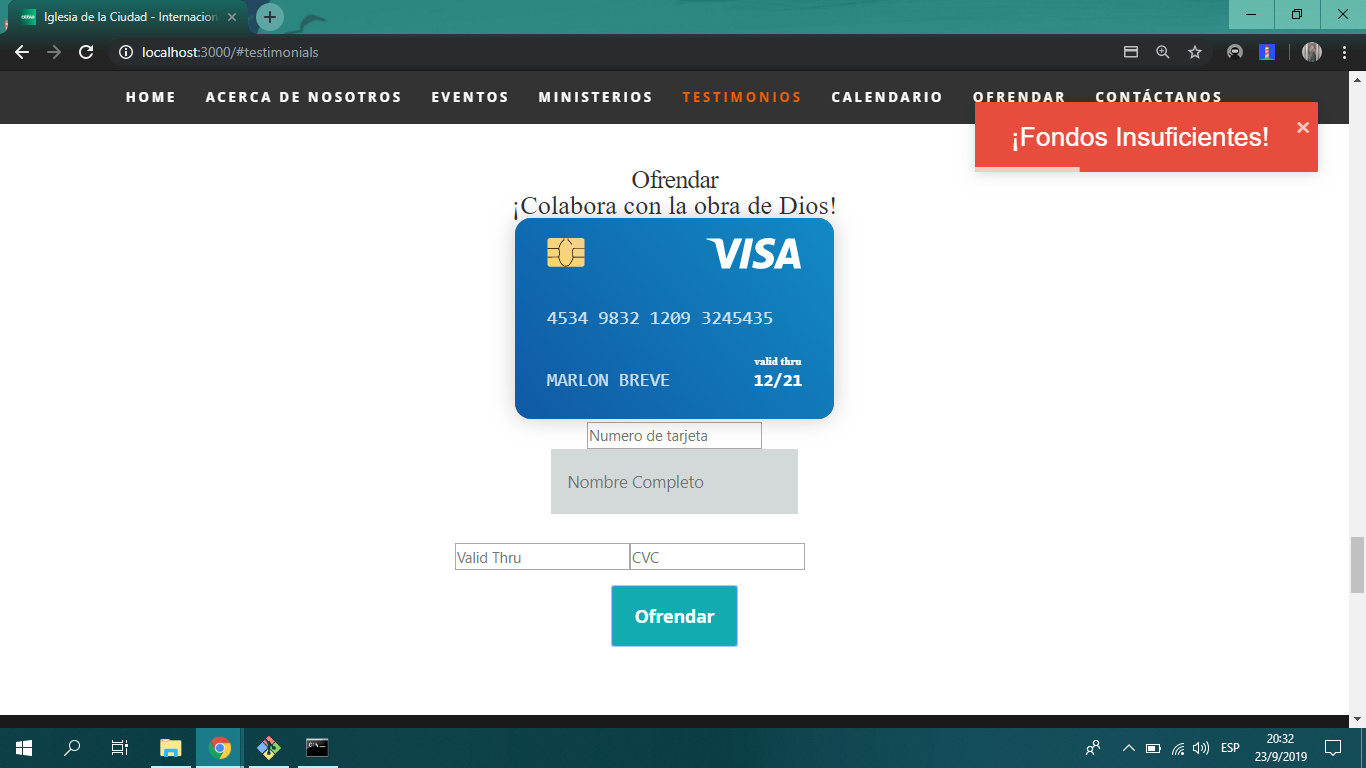 Iglesia de la Ciudad - Internacion
localhost:3000/#testimonials
HOME ACERCA DE NOSOTROS EVENTOS MINISTERIOS TESTIMONIOS CALENDARIO OFRENDAR CONTÁCTANOS
¡Fondos Insuficientes! ×
Ofrendar
¡Colabora con la obra de Dios!
VISA
4534 9832 1209 3245435
valid thru
MARLON BREVE 12/21
Numero de tarjeta
Nombre Completo
Valid Thru CVC
Ofrendar
ESP
20:32
23/9/2019